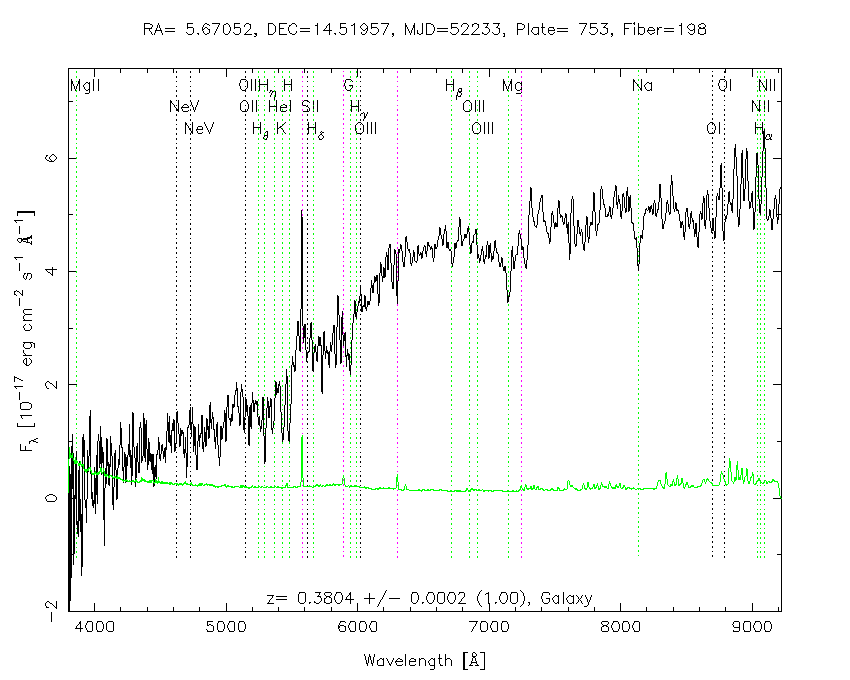 RA= 5.67052, DEC=14.51957, MJD=52233, Plate= 753, Fiber=198
MgII OII Hη H G Hβ Mg Na OI NII
NeV OII HeI SII Hγ OIII NII
NeV Hθ K Hδ OIII OIII OI Hα
6
4
2
0
−2
Fλ [10−17 erg cm−2 s−1 Å−1]
z= 0.3804 +/− 0.0002 (1.00), Galaxy
4000 5000 6000 7000 8000 9000
Wavelength [Å]